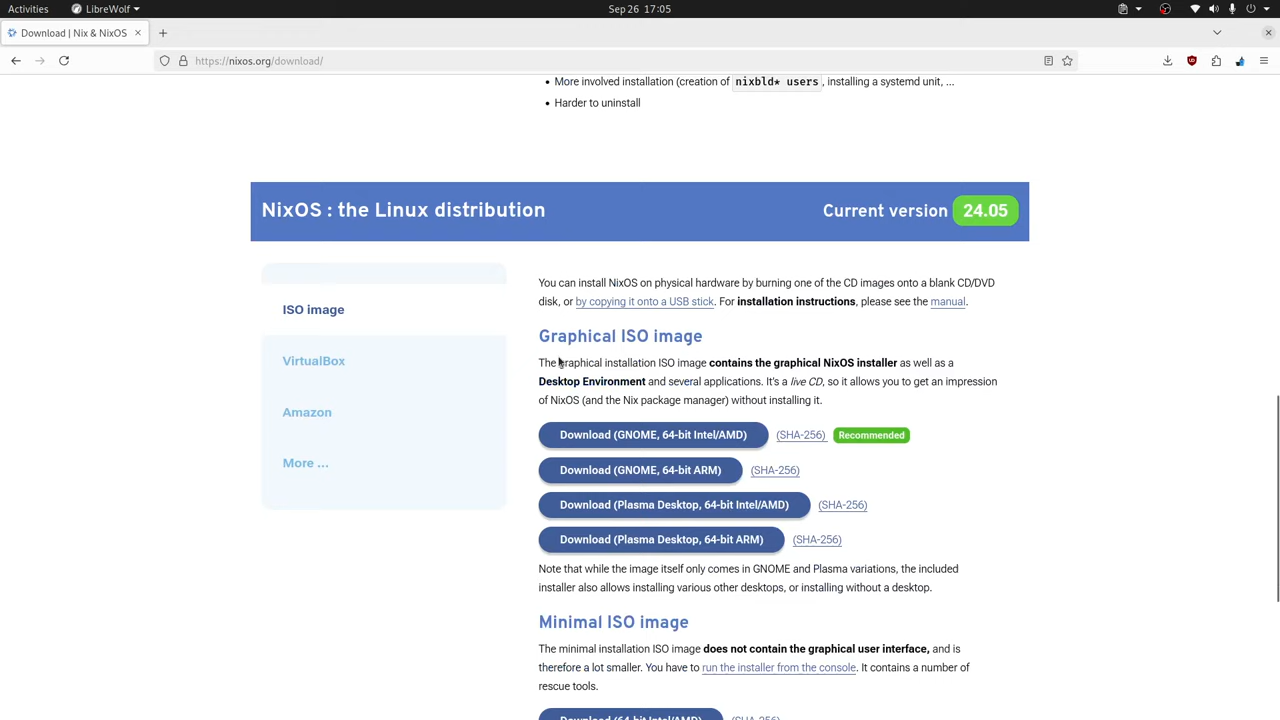 Activities
LibreWolf
Sep 26 17:05
Download | Nix & NixOS
https://nixos.org/download/
More involved installation (creation of nixbld* users, installing a systemd unit, ...
Harder to uninstall
NixOS : the Linux distribution
Current version 24.05
ISO image
VirtualBox
Amazon
More ...
You can install NixOS on physical hardware by burning one of the CD images onto a blank CD/DVD
disk, or by copying it onto a USB stick. For installation instructions, please see the manual.
Graphical ISO image
The graphical installation ISO image contains the graphical NixOS installer as well as a
Desktop Environment and several applications. It's a live CD, so it allows you to get an impression
of NixOS (and the Nix package manager) without installing it.
Download (GNOME, 64-bit Intel/AMD) (SHA-256) Recommended
Download (GNOME, 64-bit ARM) (SHA-256)
Download (Plasma Desktop, 64-bit Intel/AMD) (SHA-256)
Download (Plasma Desktop, 64-bit ARM) (SHA-256)
Note that while the image itself only comes in GNOME and Plasma variations, the included
installer also allows installing various other desktops, or installing without a desktop.
Minimal ISO image
The minimal installation ISO image does not contain the graphical user interface, and is
therefore a lot smaller. You have to run the installer from the console. It contains a number of
rescue tools.
Download (64-bit Intel/AMD) (SHA-256)